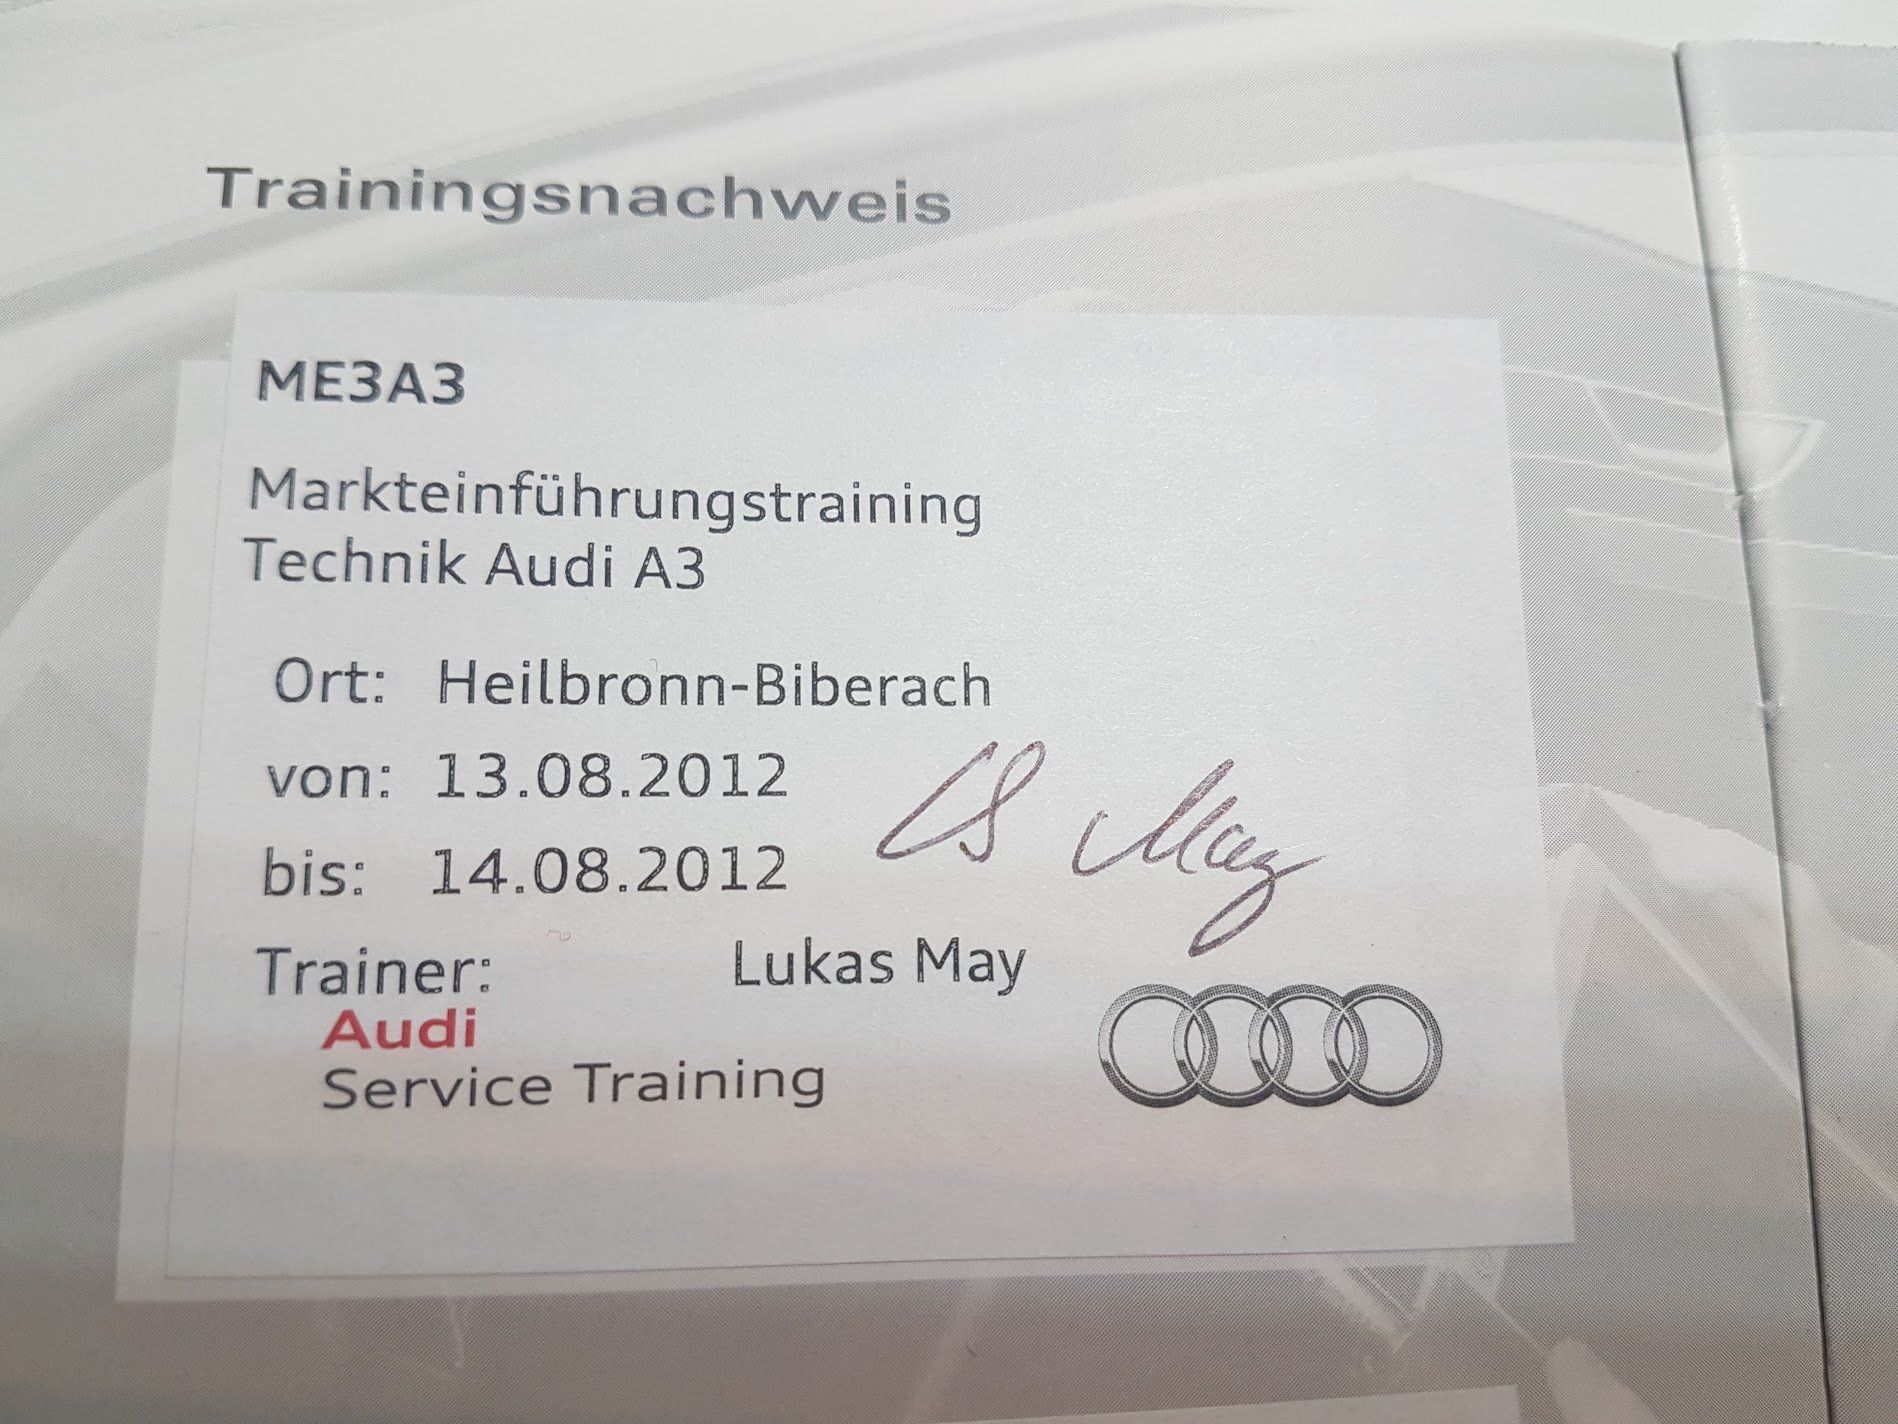 Trainingsnachweis
ME3A3
Markteinführungstraining
Technik Audi A3
Ort: Heilbronn-Biberach
von: 13.08.2012
bis: 14.08.2012
May
Trainer: Lukas May
Audi
Service Training